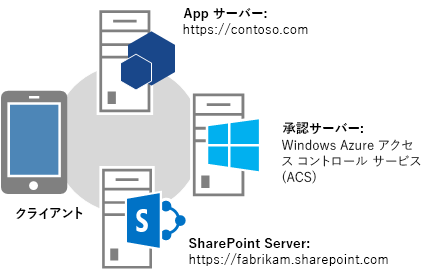 App サーバー:
https://contoso.com
承認サーバー:
Windows Azure アクセ
ス コントロール サービス
(ACS)
クライアント
S
SharePoint Server:
https://fabrikam.sharepoint.com